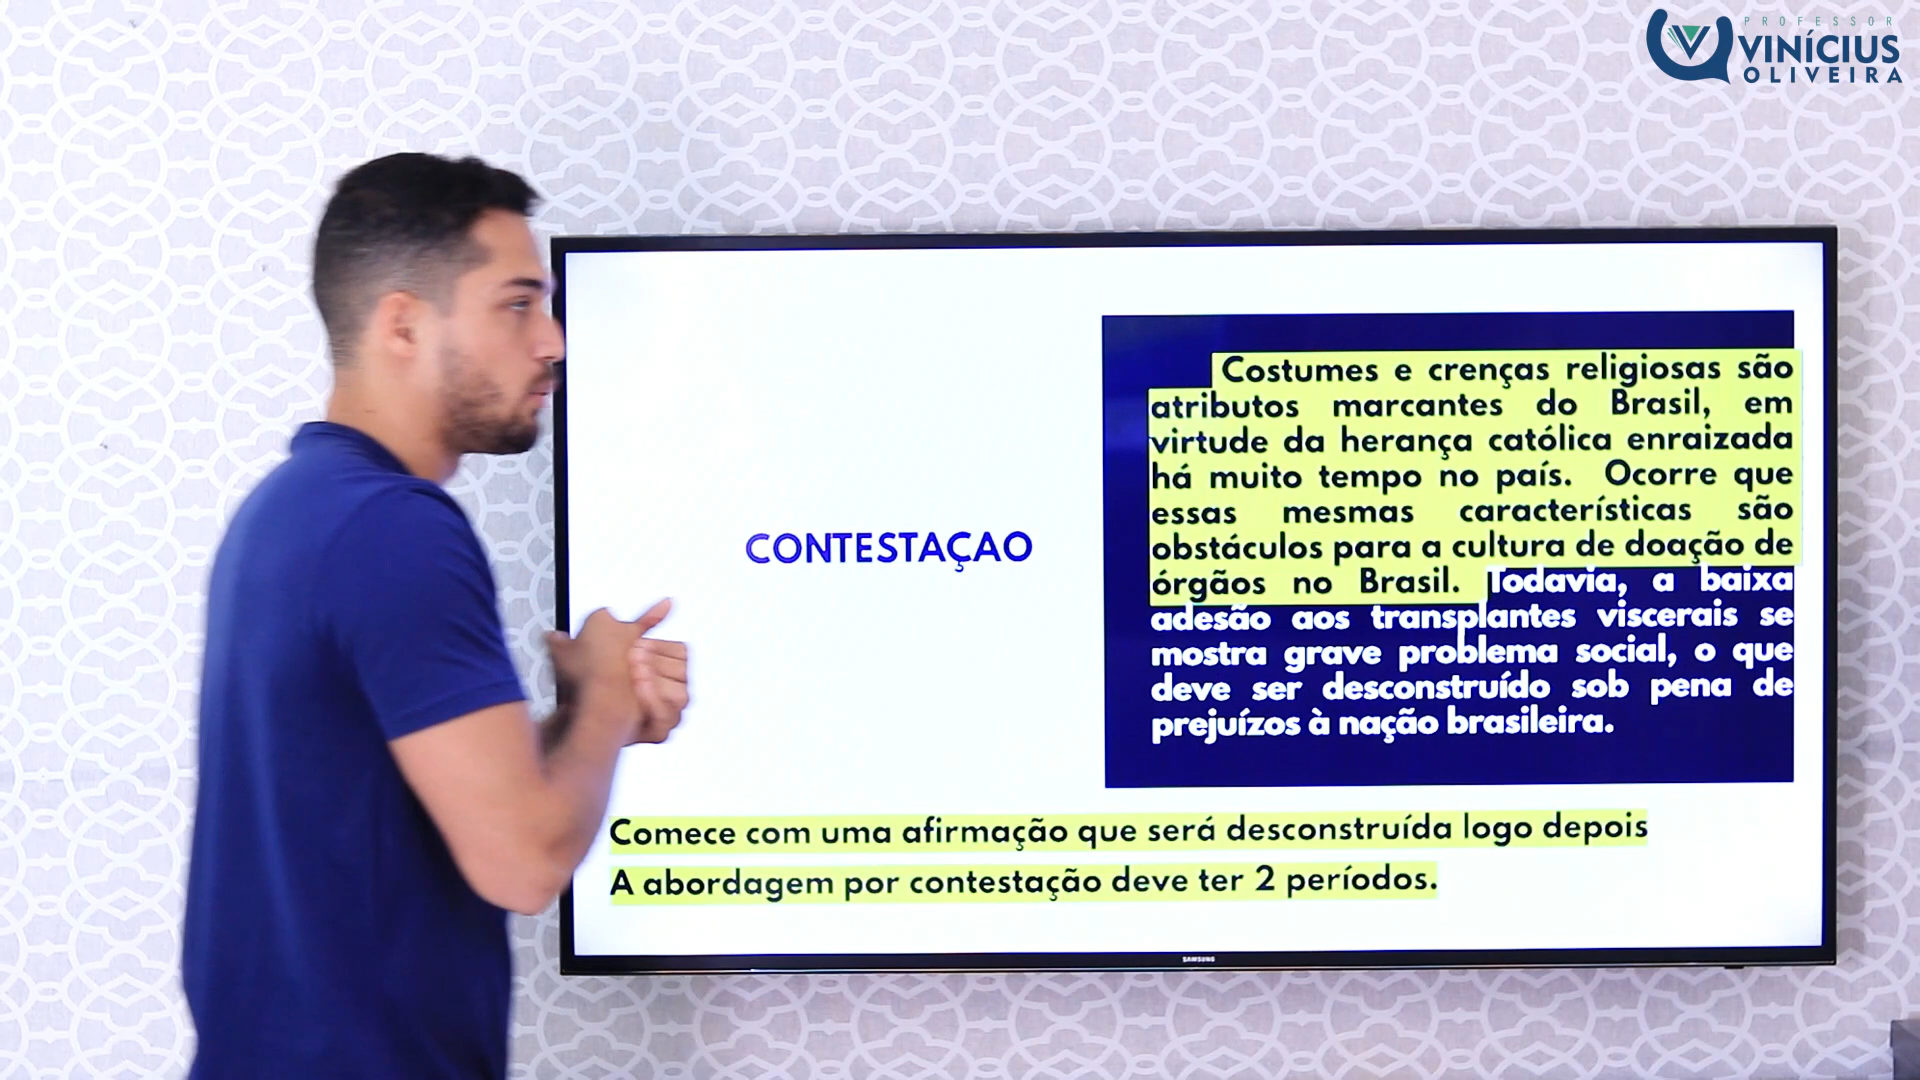 PROFESSOR
VINÍCIUS
OLIVEIRA
Costumes e crenças religiosas são
atributos marcantes do Brasil, em
virtude da herança católica enraizada
há muito tempo no país. Ocorre que
essas mesmas características são
obstáculos para a cultura de doação de
órgãos no Brasil. Todavia, a baixa
adesão aos transplantes viscerais se
mostra grave problema social, o que
deve ser desconstruído sob pena de
prejuízos à nação brasileira.
CONTESTAÇAO
Comece com uma afirmação que será desconstruída logo depois
A abordagem por contestação deve ter 2 períodos.
SAMSUNG